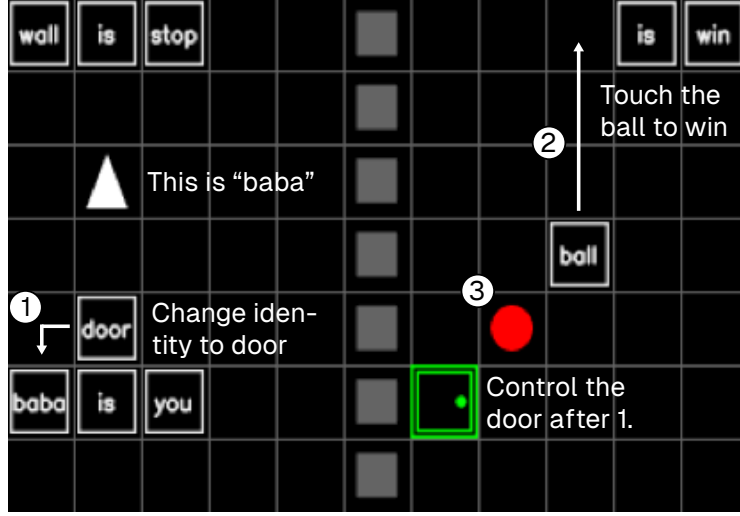 wall is stop
is win
Touch the
ball to win
2
This is “baba”
ball
3
1
door
Change iden-
tity to door
baba is you
Control the
door after 1.